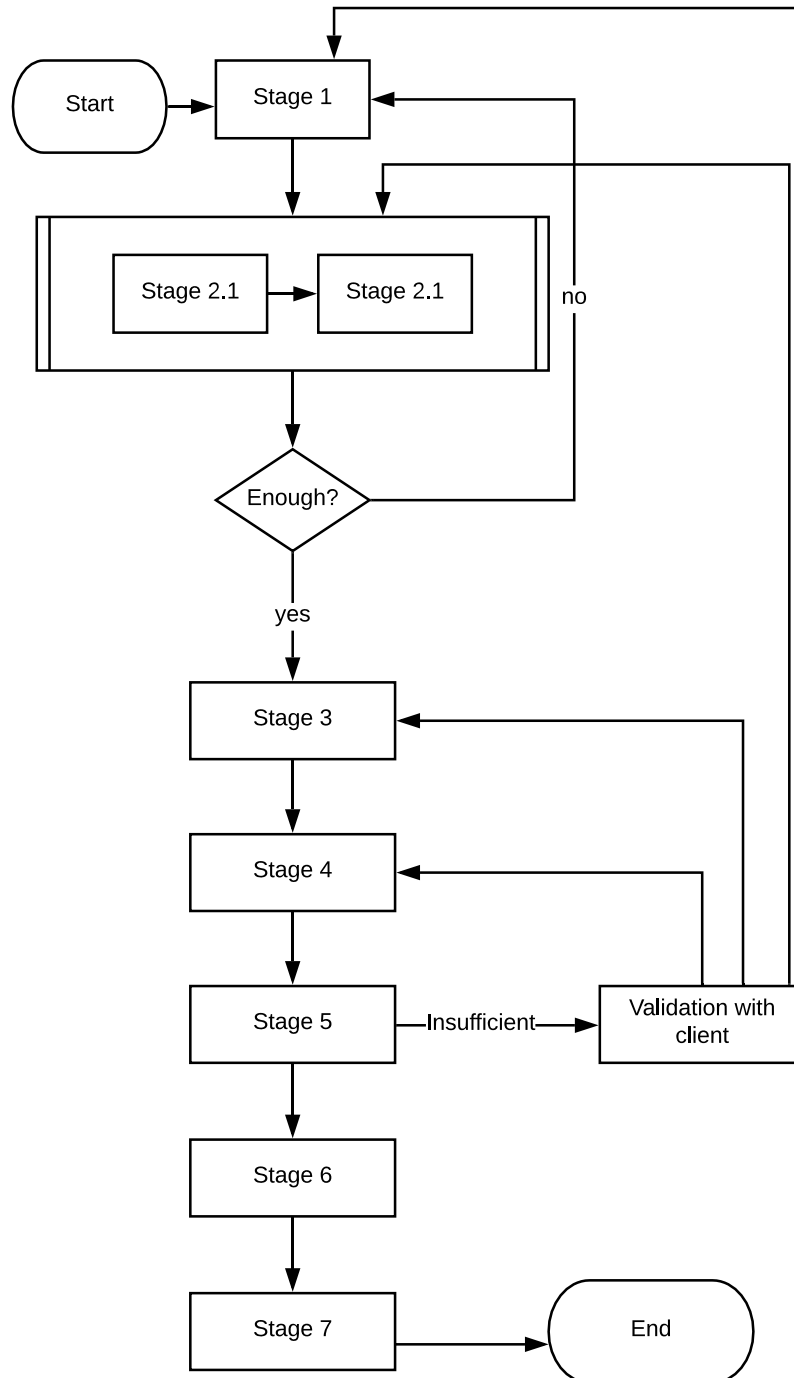 Start
Stage 1
Stage 2.1
Stage 2.1
no
Enough?
yes
Stage 3
Stage 4
Stage 5
Insufficient
Validation with
client
Stage 6
Stage 7
End